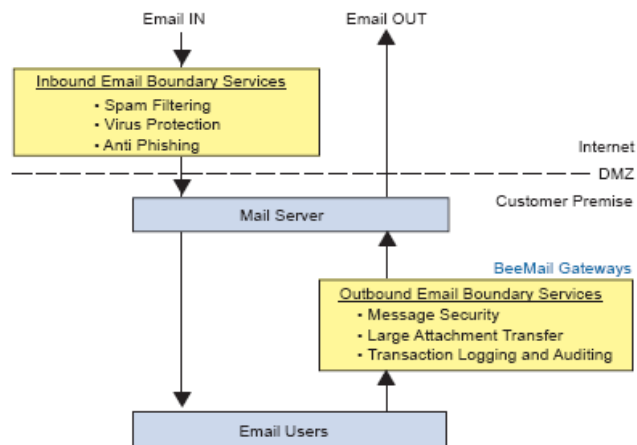 Email IN
Email OUT
Inbound Email Boundary Services
• Spam Filtering
• Virus Protection
• Anti Phishing
Internet
DMZ
Customer Premise
Mail Server
BeeMail Gateways
Outbound Email Boundary Services
• Message Security
• Large Attachment Transfer
• Transaction Logging and Auditing
Email Users